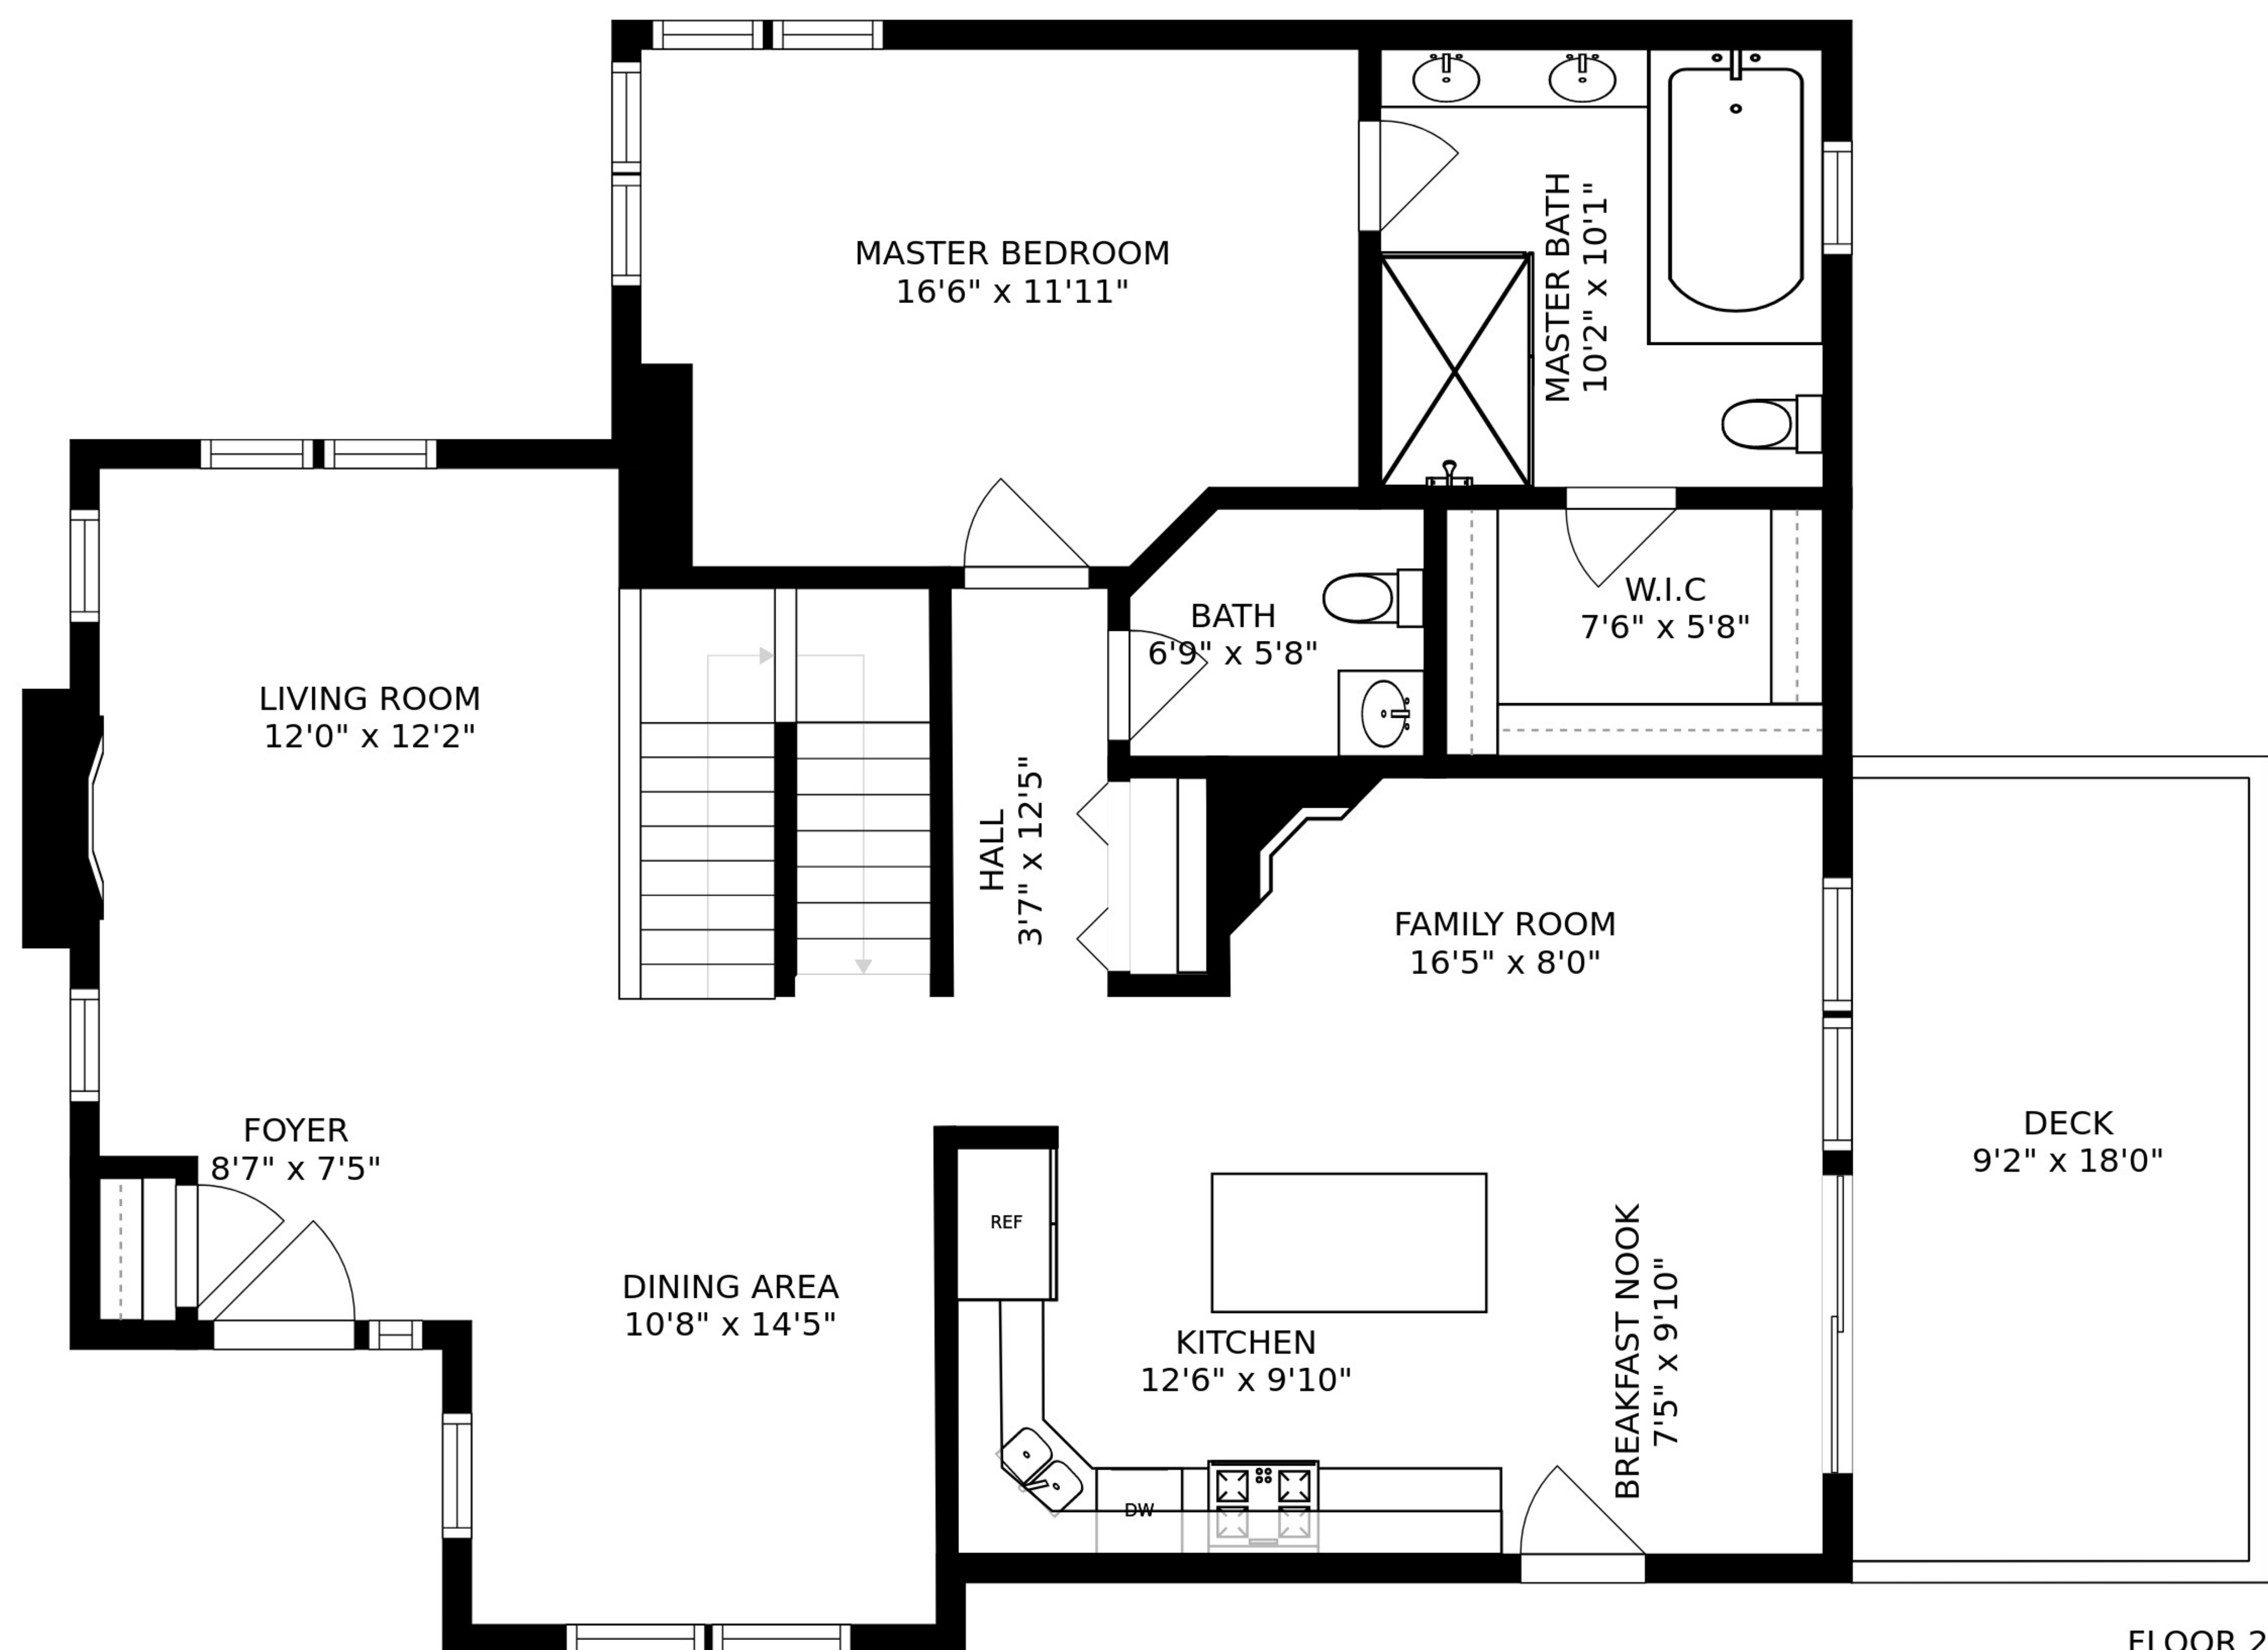 MASTER BEDROOM
16'6" x 11'11"
MASTER BATH
10'2" x 10'1"
W.I.C
7'6" x 5'8"
BATH
6'9" x 5'8"
LIVING ROOM
12'0" x 12'2"
HALL
3'7" x 12'5"
FAMILY ROOM
16'5" x 8'0"
FOYER
8'7" x 7'5"
DECK
9'2" x 18'0"
REF
DINING AREA
10'8" x 14'5"
KITCHEN
12'6" x 9'10"
BREAKFAST NOOK
7'5" x 9'10"
DW
FLOOR 2